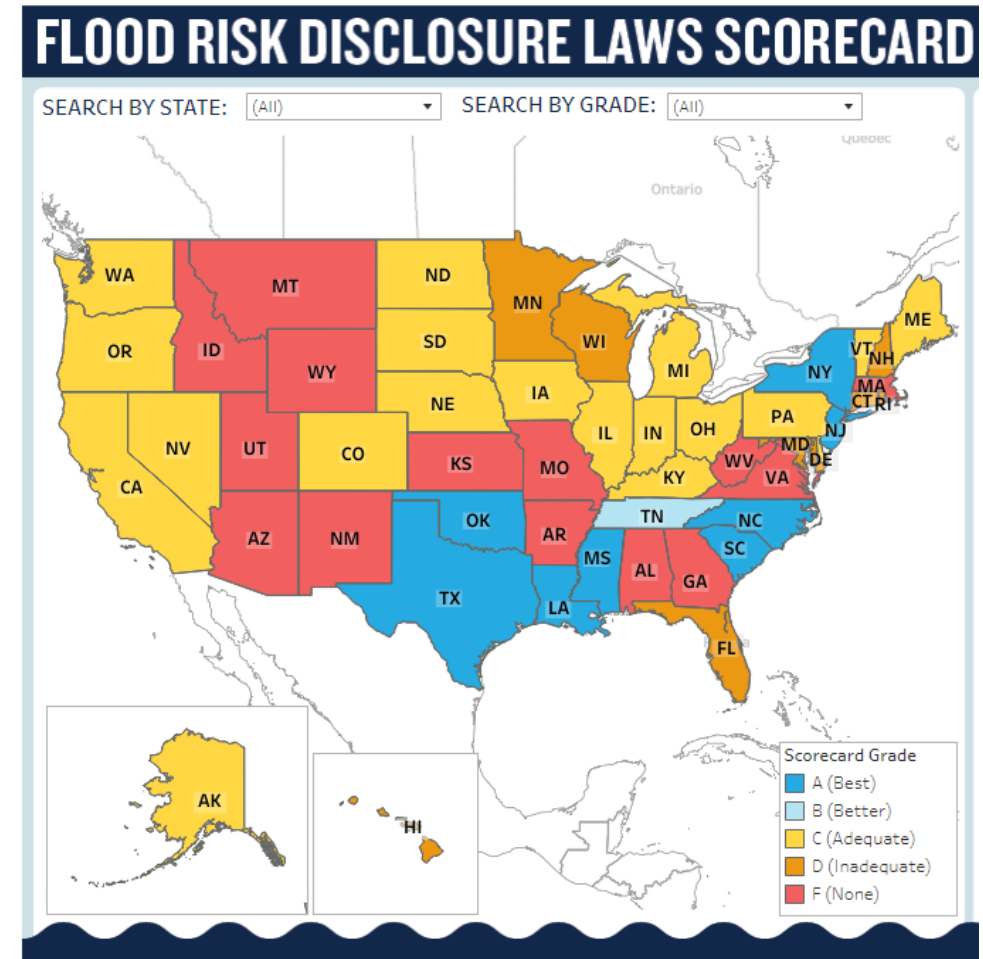 FLOOD RISK DISCLOSURE LAWS SCORECARD
SEARCH BY STATE: (All) SEARCH BY GRADE: (All)
Quebec
Ontario
WA
MT
ND
MN
ME
OR
ID
SD
WI
VT
NH
WY
MI
NY
MA
NE
IA
CT
RI
NV
UT
CO
IL
IN
OH
PA
NJ
MD
DE
CA
KS
MO
KY
WV
VA
AZ
NM
OK
AR
TN
NC
SC
MS
AL
GA
TX
LA
FL
AK
HI
Scorecard Grade
A (Best)
B (Better)
C (Adequate)
D (Inadequate)
F (None)